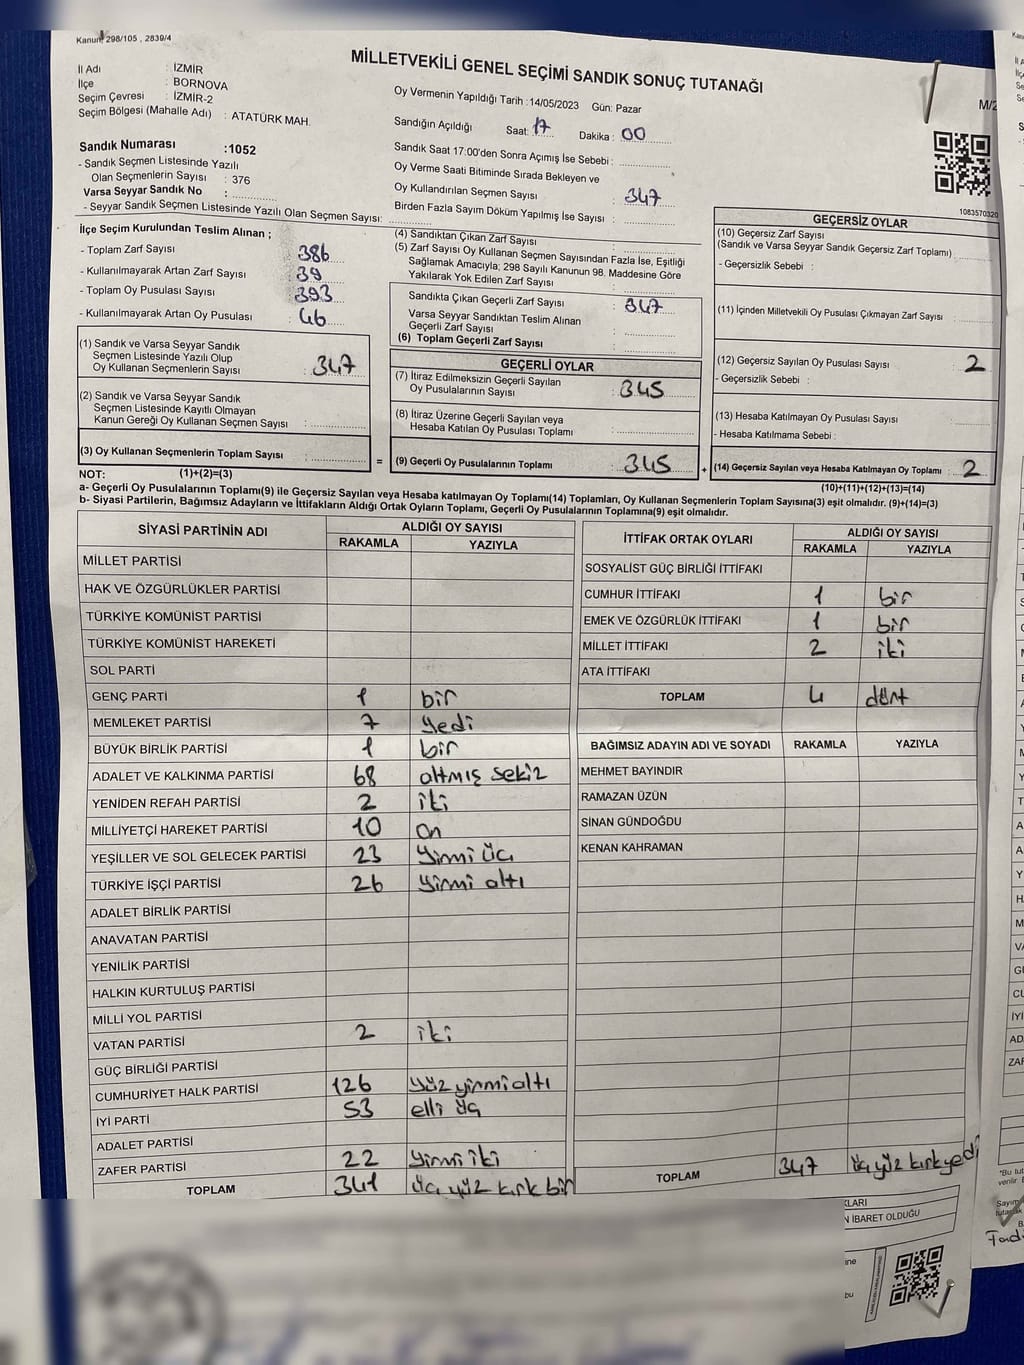 Kanun 298/105 , 2839/4
MİLLETVEKİLİ GENEL SEÇİMİ SANDIK SONUÇ TUTANAĞI
M/2
İl Adı : İZMİR
İlçe : BORNOVA
Seçim Çevresi : İZMİR-2
Seçim Bölgesi (Mahalle Adı) : ATATÜRK MAH.
Oy Vermenin Yapıldığı Tarih :14/05/2023 Gün: Pazar
Sandığın Açıldığı Saat: 17 Dakika : 00
Sandık Saat 17:00'den Sonra Açımış İse Sebebi :
Oy Verme Saati Bitiminde Sırada Bekleyen ve
Oy Kullandırılan Seçmen Sayısı : 347
Birden Fazla Sayım Döküm Yapılmış İse Sayısı :
Sandık Numarası :1052
- Sandık Seçmen Listesinde Yazılı
Olan Seçmenlerin Sayısı : 376
Varsa Seyyar Sandık No :
- Seyyar Sandık Seçmen Listesinde Yazılı Olan Seçmen Sayısı:
1083570320
İlçe Seçim Kurulundan Teslim Alınan ;
- Toplam Zarf Sayısı : 386
- Kullanılmayarak Artan Zarf Sayısı : 39
- Toplam Oy Pusulası Sayısı : 393
- Kullanılmayarak Artan Oy Pusulası : 46
(1) Sandık ve Varsa Seyyar Sandık
Seçmen Listesinde Yazılı Olup
Oy Kullanan Seçmenlerin Sayısı : 347
(2) Sandık ve Varsa Seyyar Sandık
Seçmen Listesinde Kayıtlı Olmayan
Kanun Gereği Oy Kullanan Seçmen Sayısı :
(3) Oy Kullanan Seçmenlerin Toplam Sayısı : =
(1)+(2)=(3)
(4) Sandıktan Çıkan Zarf Sayısı :
(5) Zarf Sayısı Oy Kullanan Seçmen Sayısından Fazla İse, Eşitliği
Sağlamak Amacıyla; 298 Sayılı Kanunun 98. Maddesine Göre
Yakılarak Yok Edilen Zarf Sayısı :
Sandıkta Çıkan Geçerli Zarf Sayısı : 347
Varsa Seyyar Sandıktan Teslim Alınan
Geçerli Zarf Sayısı :
(6) Toplam Geçerli Zarf Sayısı :
GEÇERLİ OYLAR
(7) İtiraz Edilmeksizin Geçerli Sayılan
Oy Pusulalarının Sayısı : 345
(8) İtiraz Üzerine Geçerli Sayılan veya
Hesaba Katılan Oy Pusulası Toplamı :
(9) Geçerli Oy Pusulalarının Toplamı : 345 +
GEÇERSİZ OYLAR
(10) Geçersiz Zarf Sayısı
(Sandık ve Varsa Seyyar Sandık Geçersiz Zarf Toplamı)
- Geçersizlik Sebebi :
(11) İçinden Milletvekili Oy Pusulası Çıkmayan Zarf Sayısı :
(12) Geçersiz Sayılan Oy Pusulası Sayısı : 2
- Geçersizlik Sebebi :
(13) Hesaba Katılmayan Oy Pusulası Sayısı :
- Hesaba Katılmama Sebebi :
(14) Geçersiz Sayılan veya Hesaba Katılmayan Oy Toplamı : 2
(10)+(11)+(12)+(13)=(14)
NOT:
a- Geçerli Oy Pusulalarının Toplamı(9) ile Geçersiz Sayılan veya Hesaba katılmayan Oy Toplamı(14) Toplamları, Oy Kullanan Seçmenlerin Toplam Sayısına(3) eşit olmalıdır. (9)+(14)=(3)
b- Siyasi Partilerin, Bağımsız Adayların ve İttifakların Aldığı Ortak Oyların Toplamı, Geçerli Oy Pusulalarının Toplamına(9) eşit olmalıdır.
SİYASİ PARTİNİN ADI ALDIĞI OY SAYISI
RAKAMLA YAZIYLA
MİLLET PARTİSİ
HAK VE ÖZGÜRLÜKLER PARTİSİ
TÜRKİYE KOMÜNİST PARTİSİ
TÜRKİYE KOMÜNİST HAREKETİ
SOL PARTİ
GENÇ PARTİ 1 bir
MEMLEKET PARTİSİ 7 yedi
BÜYÜK BİRLİK PARTİSİ 1 bir
ADALET VE KALKINMA PARTİSİ 68 altmış sekiz
YENİDEN REFAH PARTİSİ 2 iki
MİLLİYETÇİ HAREKET PARTİSİ 10 on
YEŞİLLER VE SOL GELECEK PARTİSİ 23 yirmi üç
TÜRKİYE İŞÇİ PARTİSİ 26 yirmi altı
ADALET BİRLİK PARTİSİ
ANAVATAN PARTİSİ
YENİLİK PARTİSİ
HALKIN KURTULUŞ PARTİSİ
MİLLİ YOL PARTİSİ
VATAN PARTİSİ 2 iki
GÜÇ BİRLİĞİ PARTİSİ
CUMHURİYET HALK PARTİSİ 126 yüz yirmi altı
İYİ PARTİ 53 elli üç
ADALET PARTİSİ
ZAFER PARTİSİ 22 yirmi iki
TOPLAM 341 üç yüz kırk bir
İTTİFAK ORTAK OYLARI ALDIĞI OY SAYISI
RAKAMLA YAZIYLA
SOSYALİST GÜÇ BİRLİĞİ İTTİFAKI
CUMHUR İTTİFAKI 1 bir
EMEK VE ÖZGÜRLÜK İTTİFAKI 1 bir
MİLLET İTTİFAKI 2 iki
ATA İTTİFAKI
TOPLAM 4 dört
BAĞIMSIZ ADAYIN ADI VE SOYADI RAKAMLA YAZIYLA
MEHMET BAYINDIR
RAMAZAN ÜZÜN
SİNAN GÜNDOĞDU
KENAN KAHRAMAN
TOPLAM 347 üç yüz kırk yedi
KLARI
N İBARET OLDUĞU